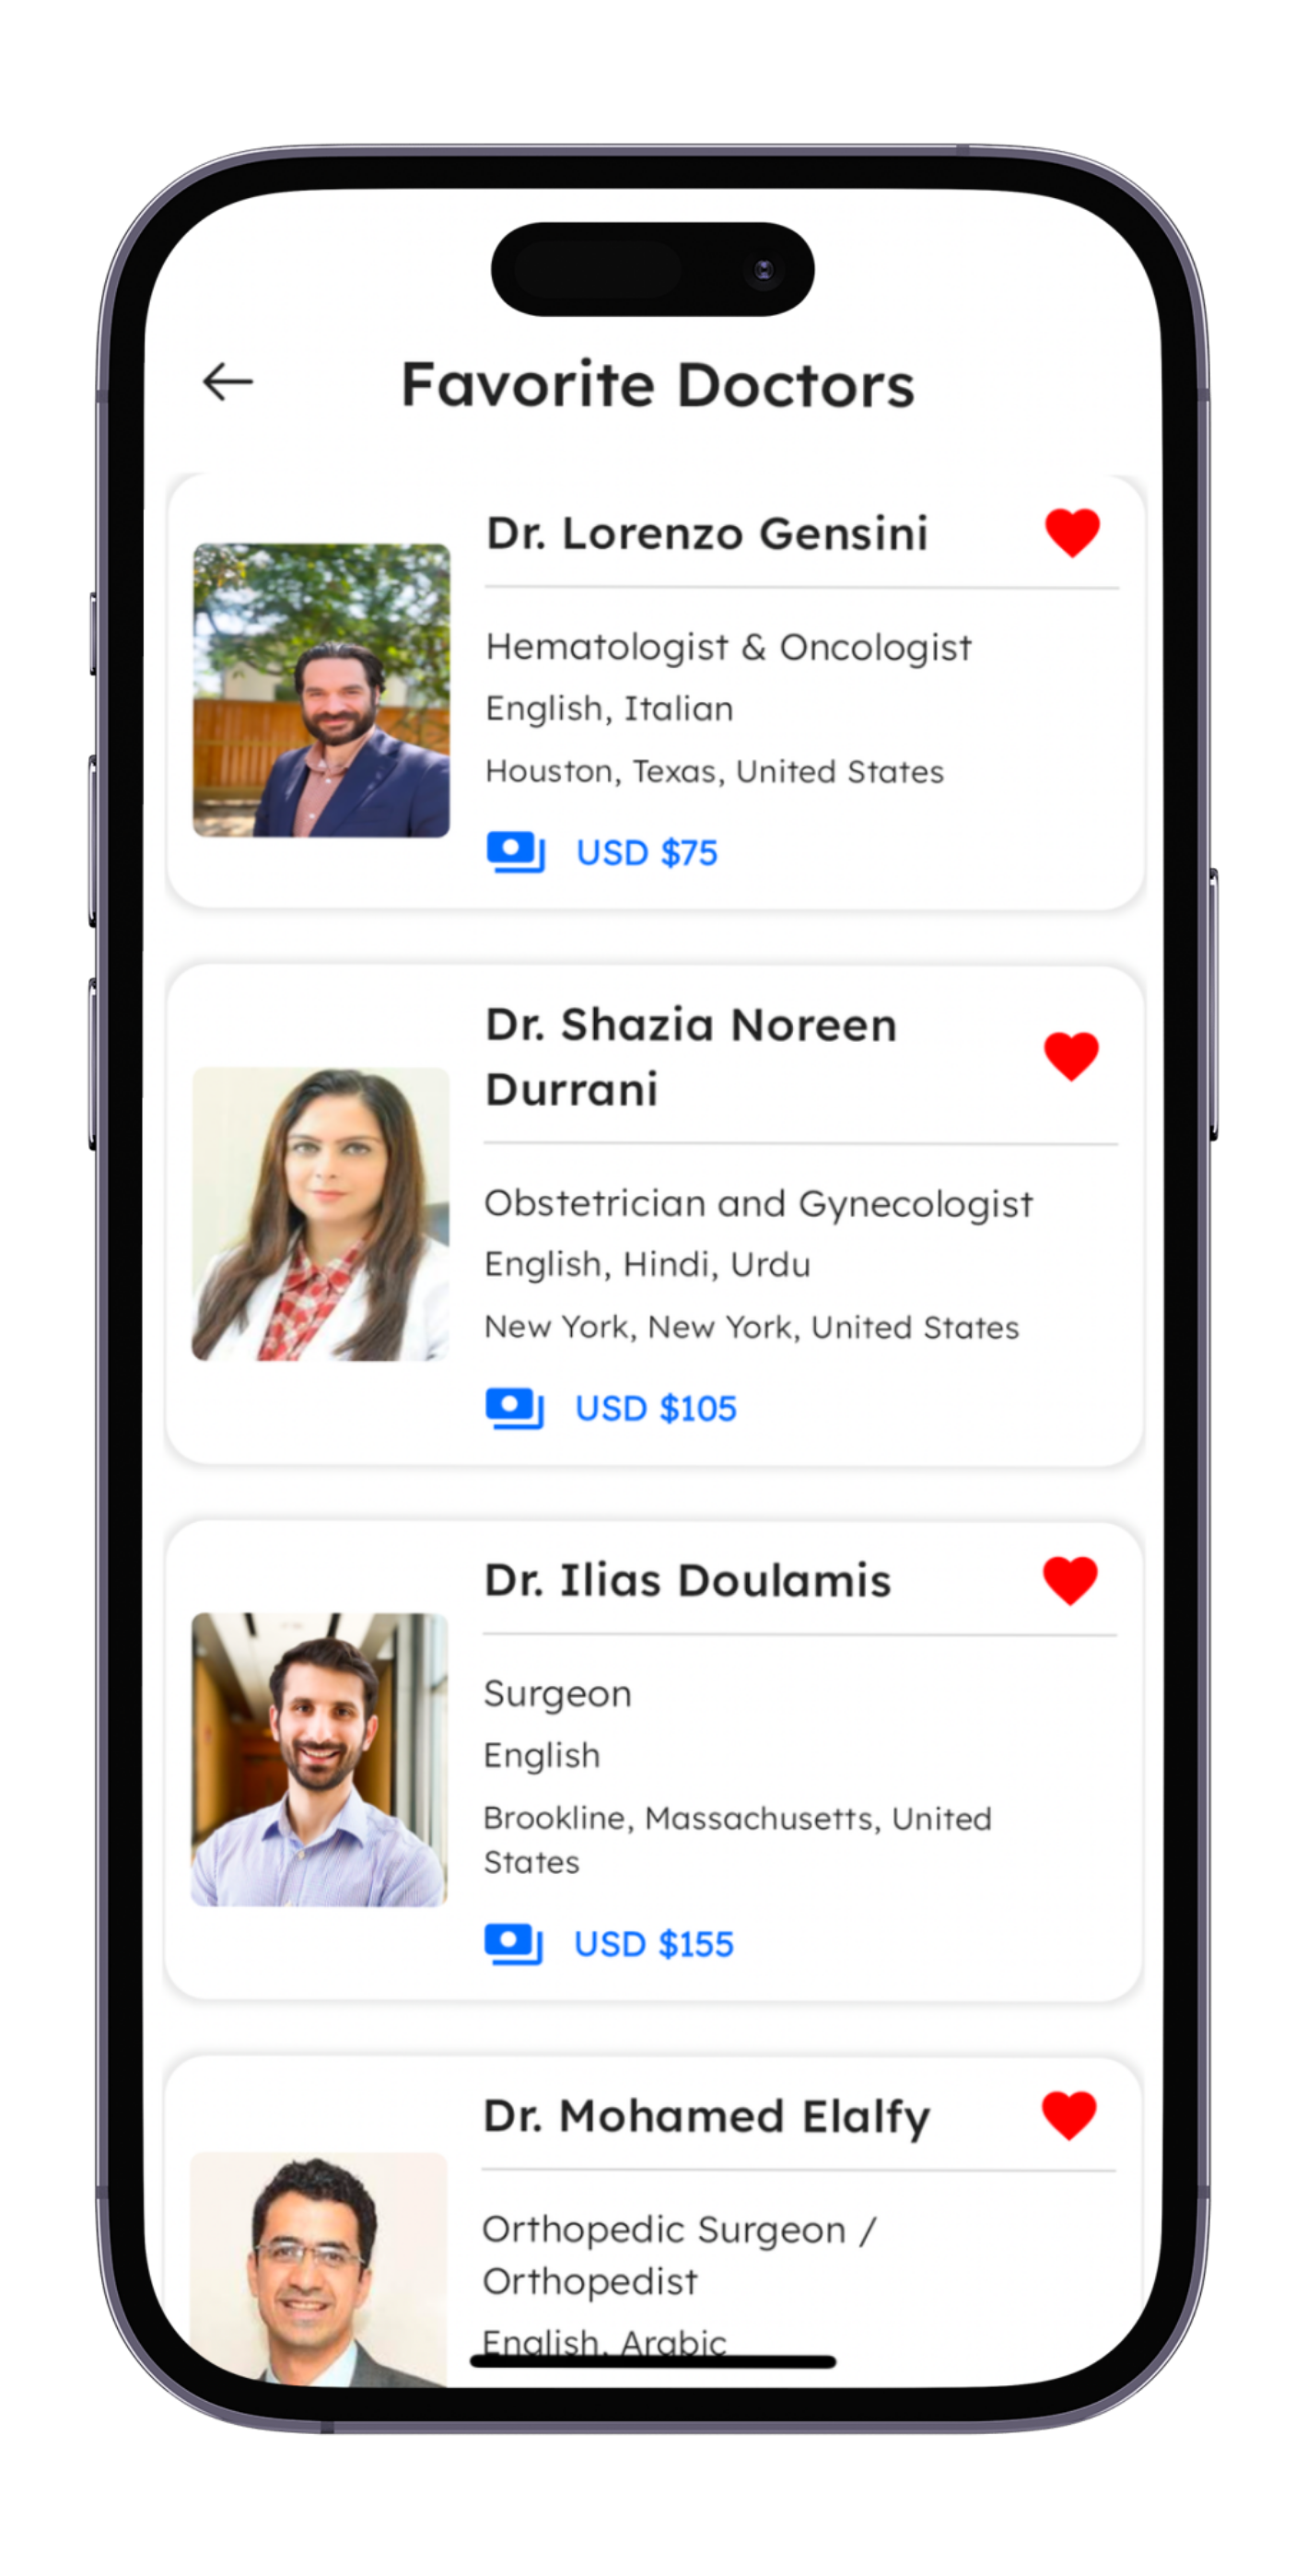 Favorite Doctors
Dr. Lorenzo Gensini
Hematologist & Oncologist
English, Italian
Houston, Texas, United States
USD $75
Dr. Shazia Noreen
Durrani
Obstetrician and Gynecologist
English, Hindi, Urdu
New York, New York, United States
USD $105
Dr. Ilias Doulamis
Surgeon
English
Brookline, Massachusetts, United
States
USD $155
Dr. Mohamed Elalfy
Orthopedic Surgeon /
Orthopedist
English, Arabic